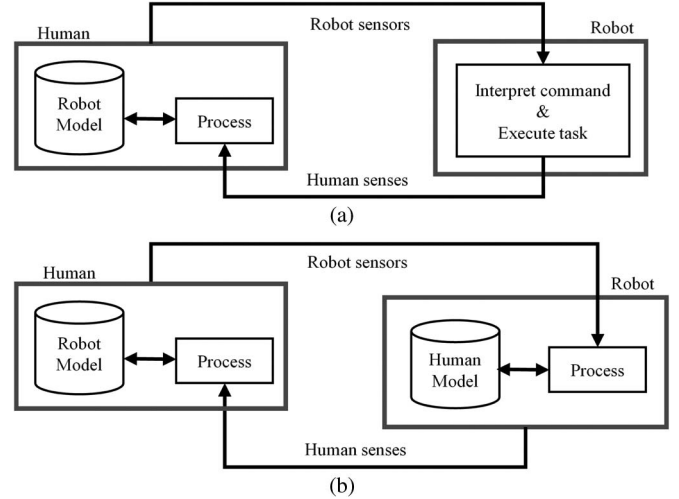 Human
Robot sensors
Robot
Robot
Model
Process
Interpret command
&
Execute task
Human senses
(a)
Human
Robot sensors
Robot
Robot
Model
Process
Human
Model
Process
Human senses
(b)